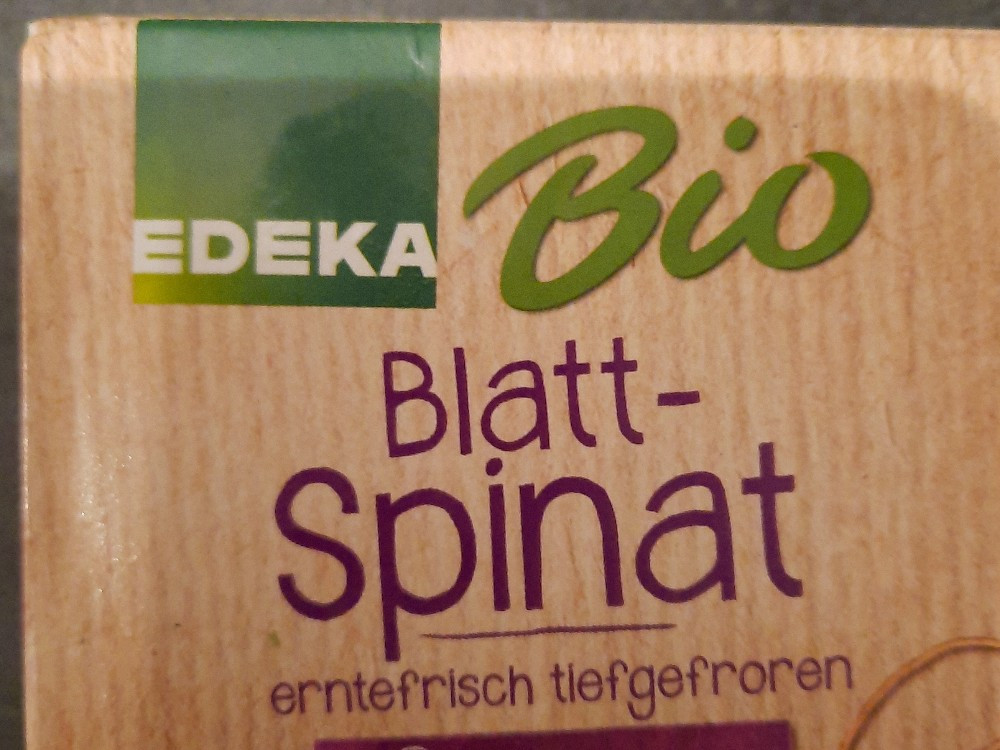 EDEKA Bio
Blatt-
Spinat
erntefrisch tiefgefroren